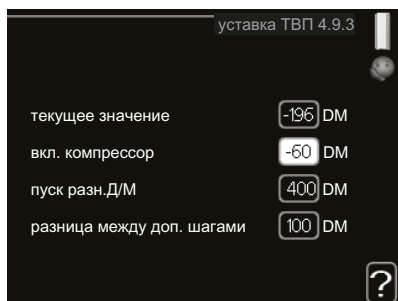 уставка ТВП 4.9.3
текущее значение -196 DM
вкл. компрессор -60 DM
пуск разн.Д/М 400 DM
разница между доп. шагами 100 DM
?